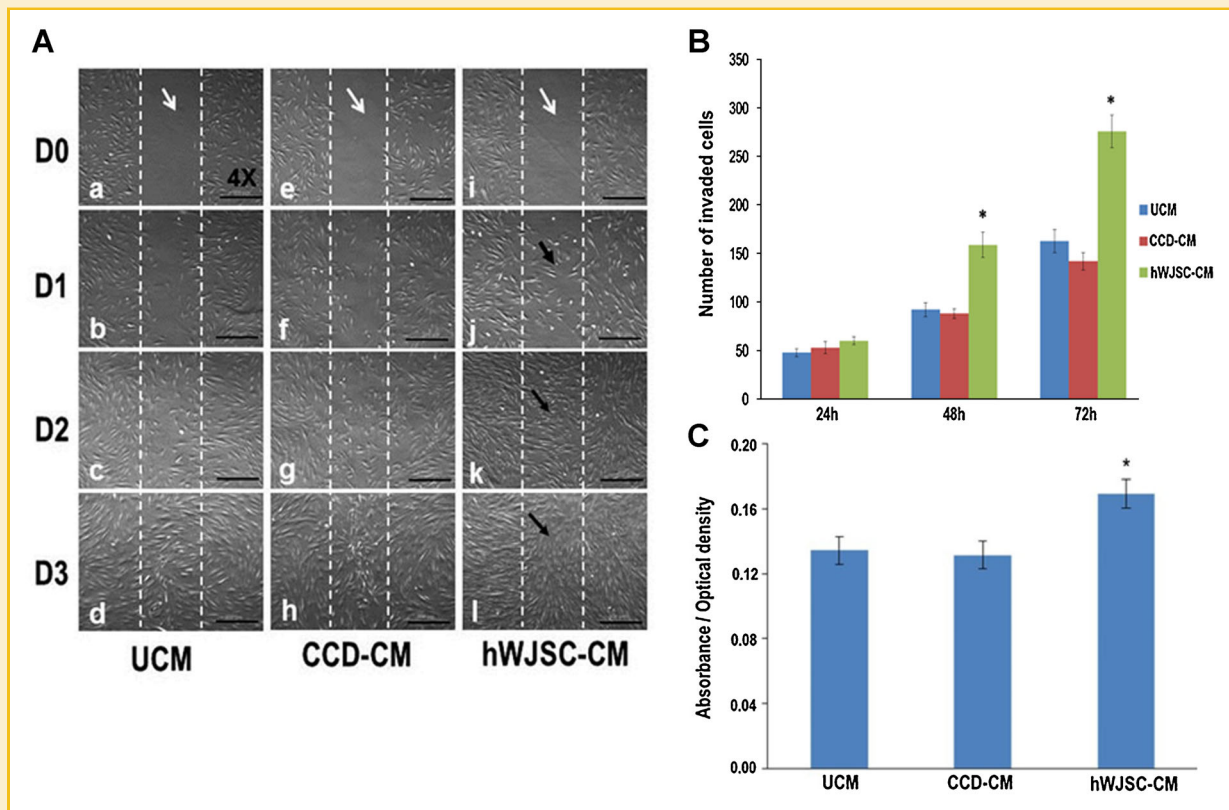 A
D0
a
4X
e
i
D1
b
f
j
D2
c
g
k
D3
d
h
l
UCM
CCD-CM
hWJSC-CM
B
Number of invaded cells
350
300
250
200
150
100
50
0
*
*
24h
48h
72h
UCM
CCD-CM
hWJSC-CM
C
Absorbance / Optical density
0.20
0.16
0.12
0.08
0.04
0.00
*
UCM
CCD-CM
hWJSC-CM